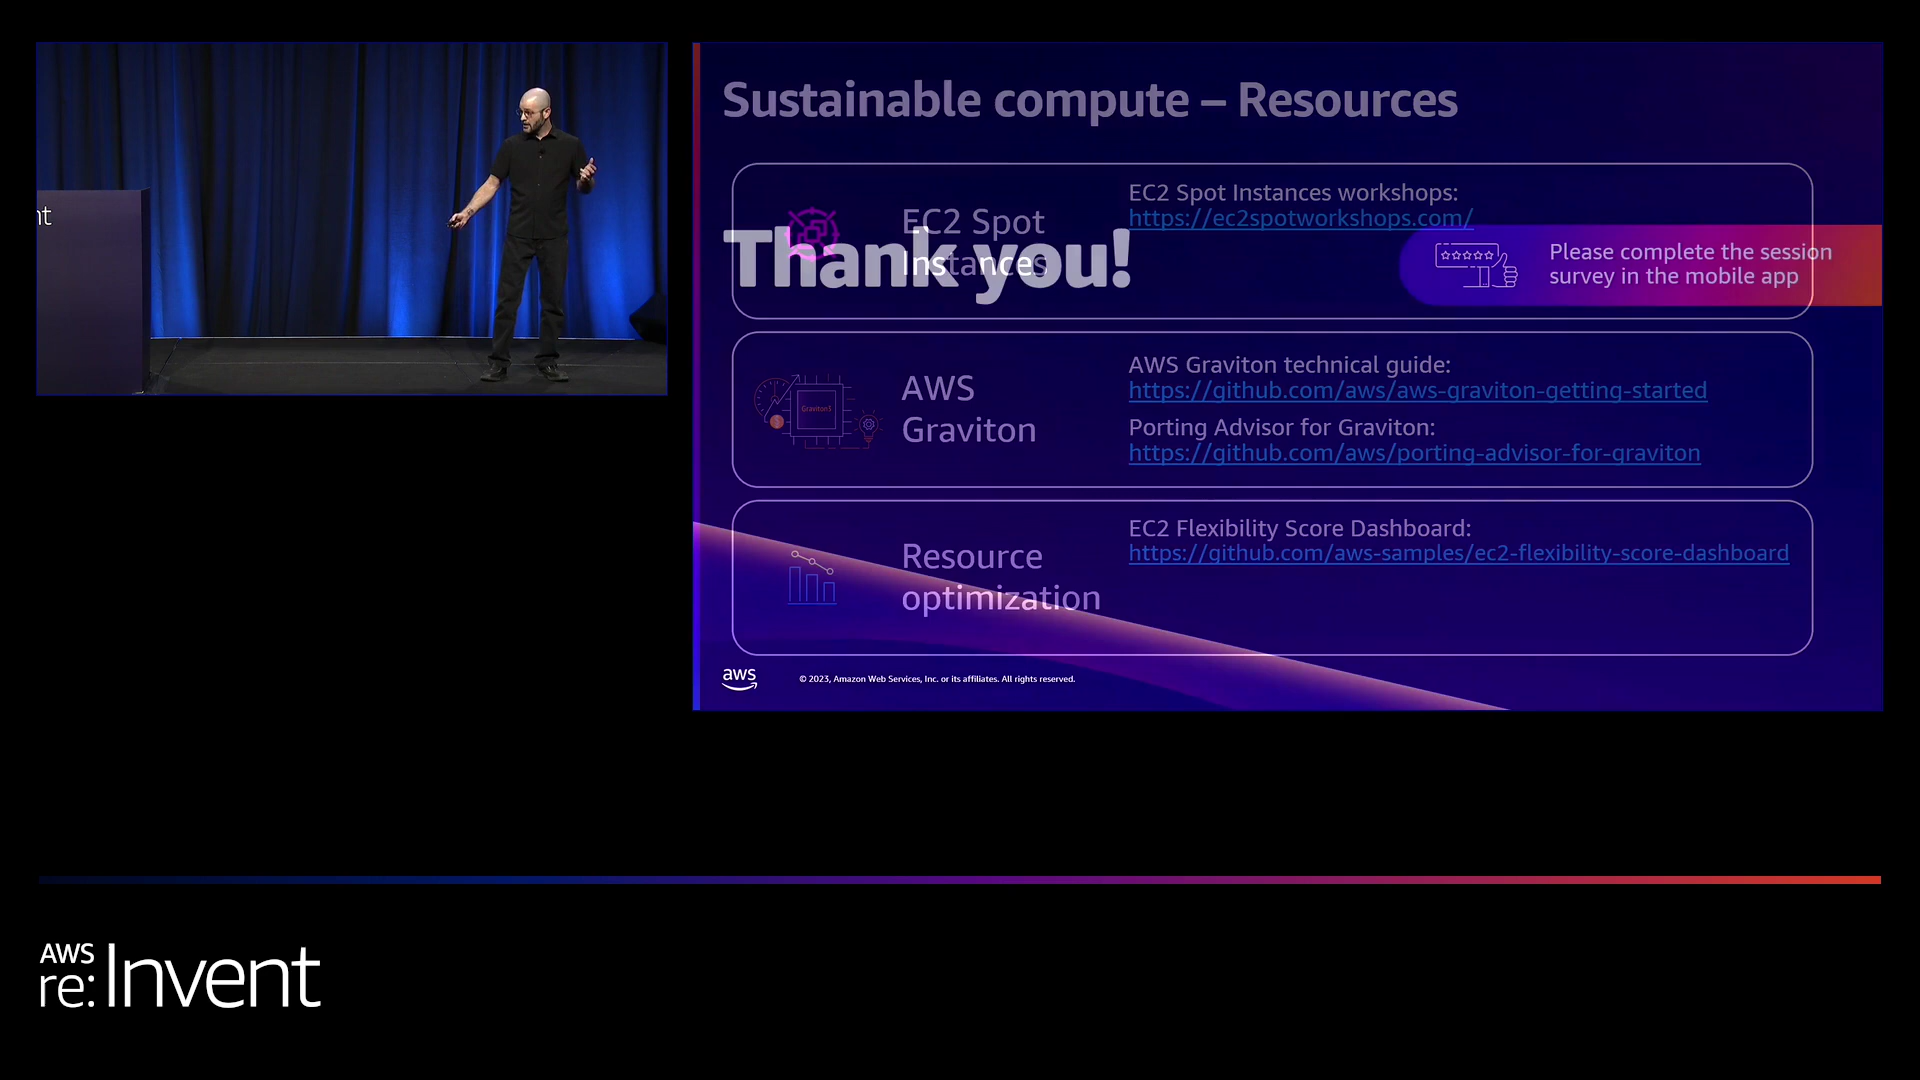 nt
Sustainable compute – Resources
EC2 Spot
Instances
EC2 Spot Instances workshops:
https://ec2spotworkshops.com/
Thank you!
Please complete the session
survey in the mobile app
Graviton3
AWS
Graviton
AWS Graviton technical guide:
https://github.com/aws/aws-graviton-getting-started
Porting Advisor for Graviton:
https://github.com/aws/porting-advisor-for-graviton
Resource
optimization
EC2 Flexibility Score Dashboard:
https://github.com/aws-samples/ec2-flexibility-score-dashboard
aws
© 2023, Amazon Web Services, Inc. or its affiliates. All rights reserved.
AWS
re:Invent